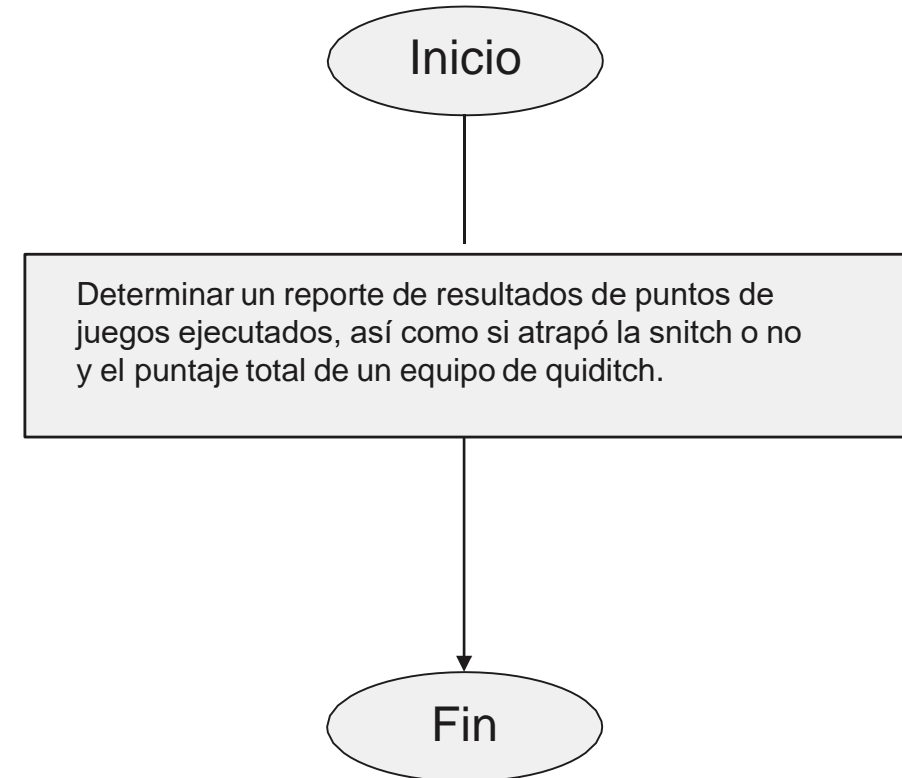 Inicio
Determinar un reporte de resultados de puntos de
juegos ejecutados, así como si atrapó la snitch o no
y el puntaje total de un equipo de quiditch.
Fin